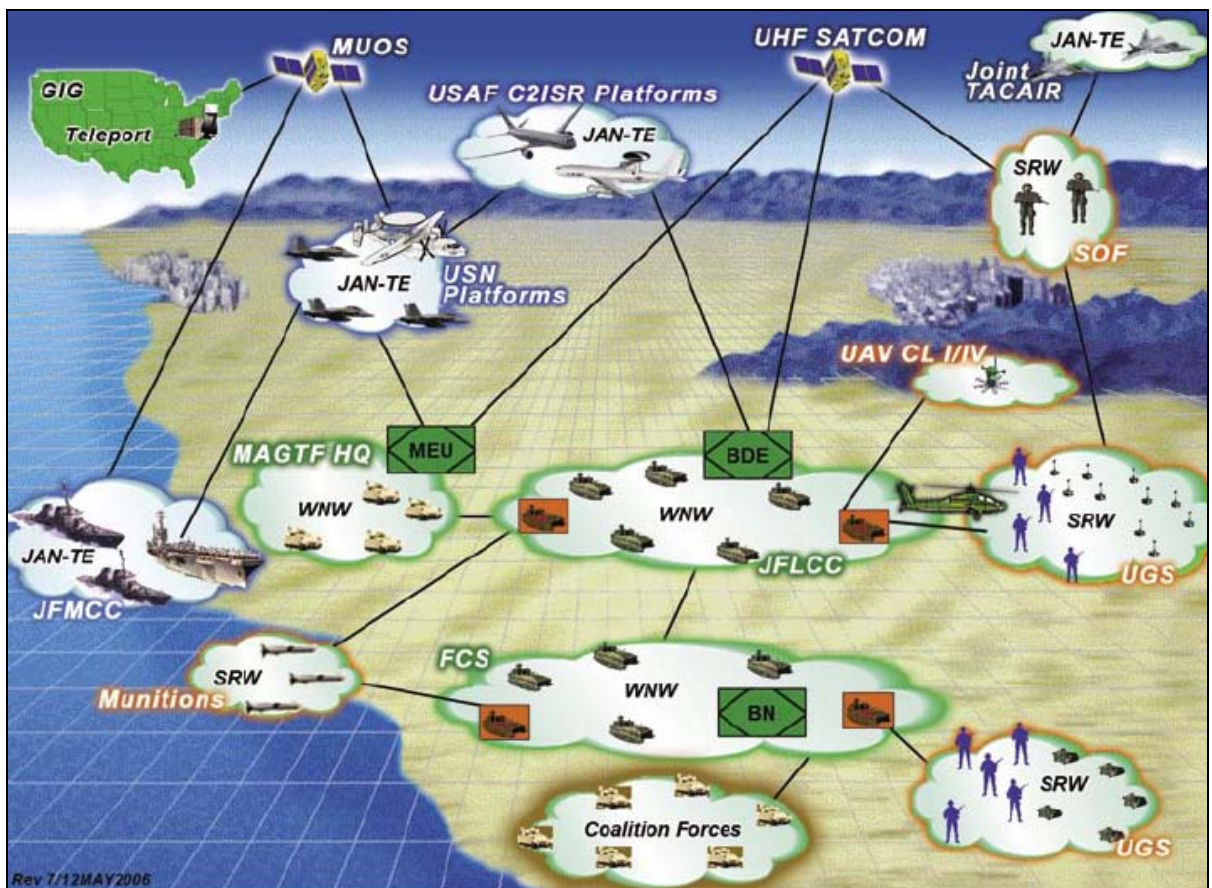 MUOS
UHF SATCOM
JAN-TE
Joint
TACAIR
GIG
Teleport
USAF C2ISR Platforms
JAN-TE
SRW
SOF
JAN-TE
USN
Platforms
UAV CL I/IV
MAGTF HQ
MEU
BDE
WNW
WNW
JFLCC
SRW
UGS
JAN-TE
JFMCC
FCS
SRW
Munitions
WNW
BN
SRW
UGS
Coalition Forces
Rev 7/12MAY2006